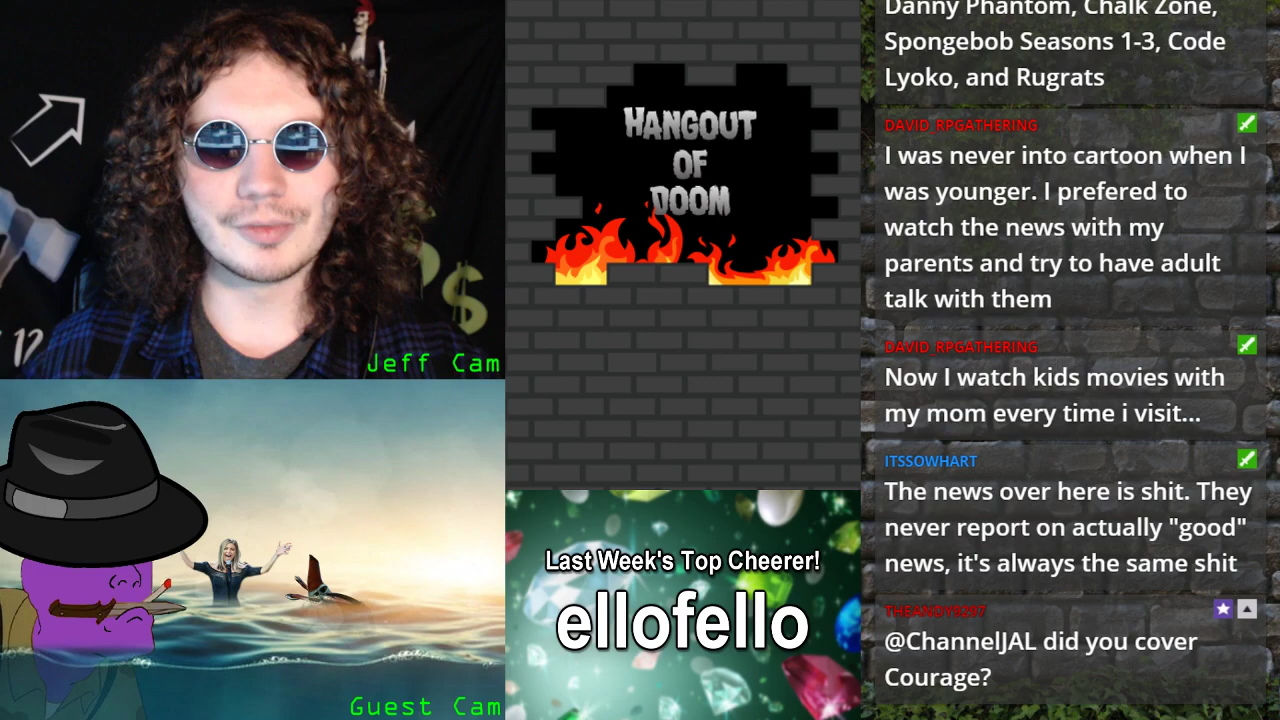 Jeff Cam
Guest Cam
HANGOUT
OF
DOOM
Last Week's Top Cheerer!
ellofello
Danny Phantom, Chalk Zone,
Spongebob Seasons 1-3, Code
Lyoko, and Rugrats
DAVID_RPGATHERING
I was never into cartoon when I
was younger. I prefered to
watch the news with my
parents and try to have adult
talk with them
DAVID_RPGATHERING
Now I watch kids movies with
my mom every time i visit...
ITSSOWHART
The news over here is shit. They
never report on actually "good"
news, it's always the same shit
THEANDY9297
@ChannelJAL did you cover
Courage?